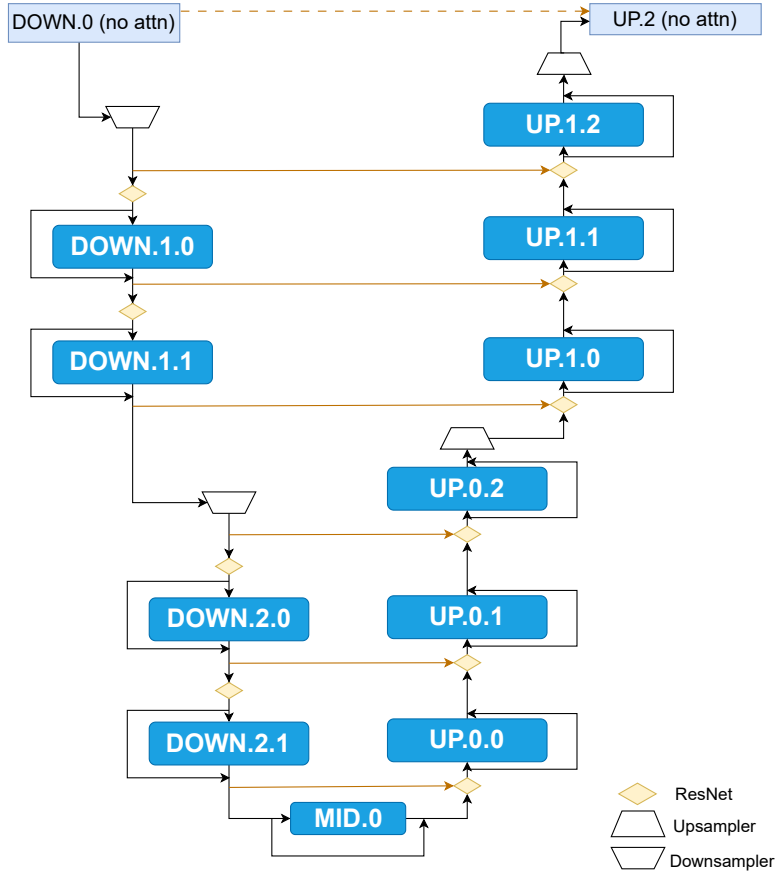 DOWN.0 (no attn)
UP.2 (no attn)
UP.1.2
DOWN.1.0
UP.1.1
DOWN.1.1
UP.1.0
UP.0.2
DOWN.2.0
UP.0.1
DOWN.2.1
UP.0.0
MID.0
ResNet
Upsampler
Downsampler